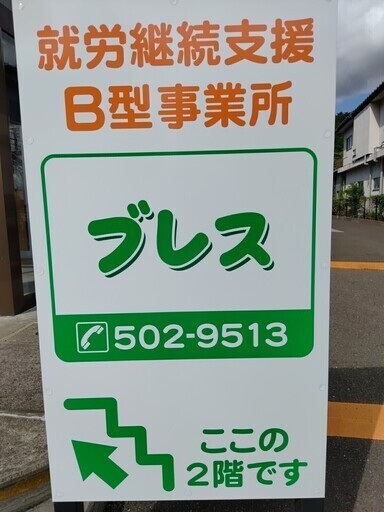 就労継続支援
B型事業所
ブレス
502-9513
ここの
2階です